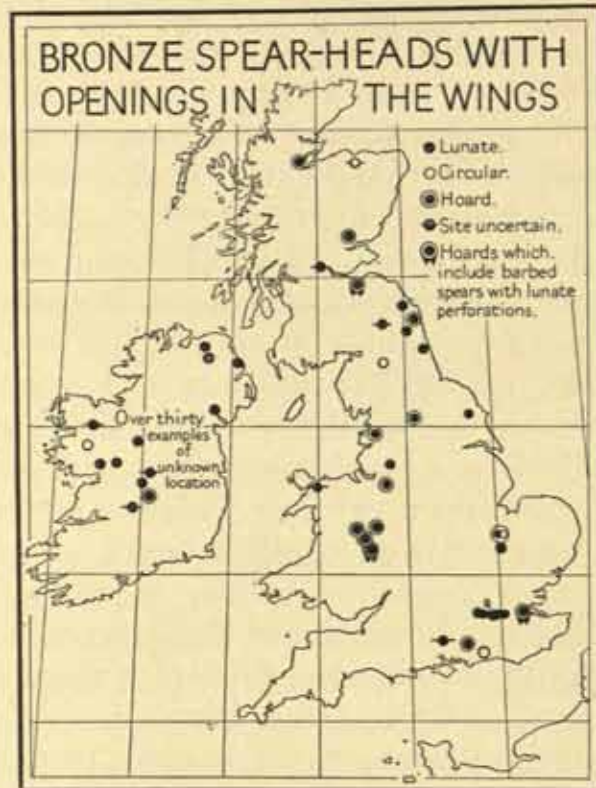 BRONZE SPEAR-HEADS WITH
OPENINGS IN THE WINGS
Lunate.
Circular.
Hoard.
Site uncertain.
Hoards which
include barbed
spears with lunate
perforations.
Over thirty
examples
of
unknown
location